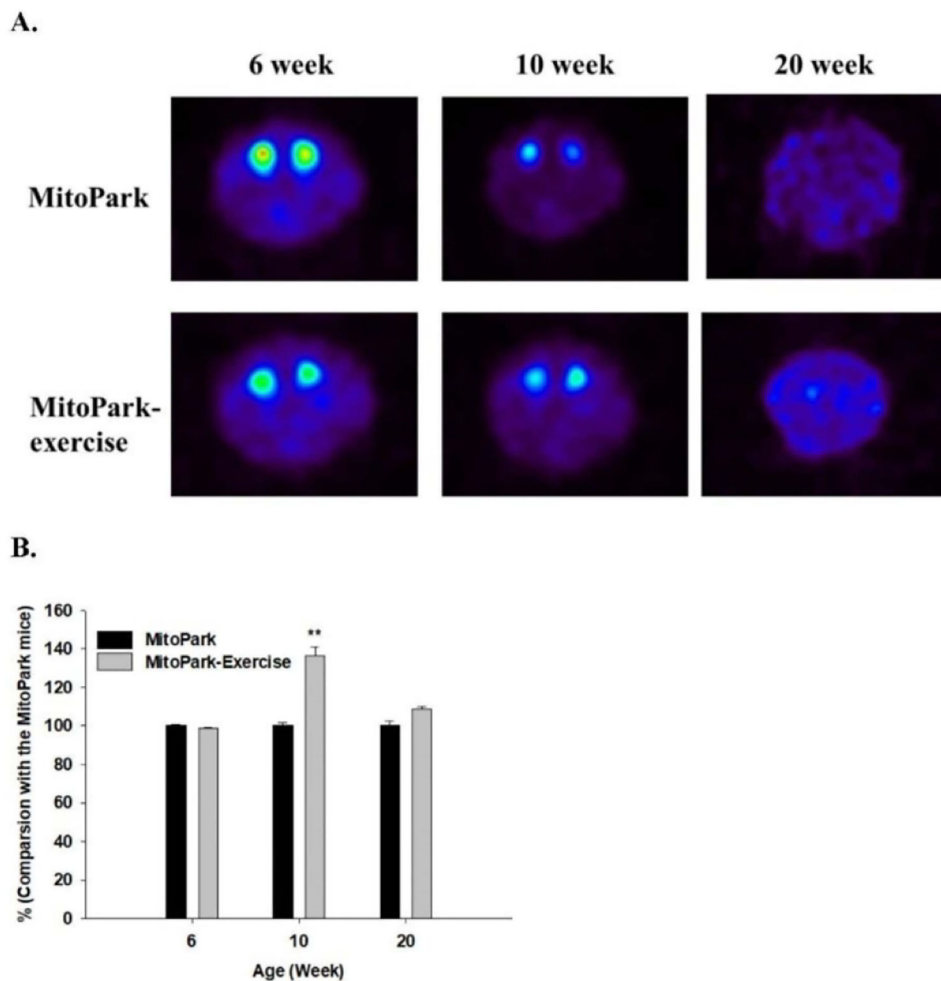 A.
6 week 10 week 20 week
MitoPark
MitoPark-
exercise
B.
% (Comparsion with the MitoPark mice)
160
140
120
100
80
60
40
20
0
MitoPark
MitoPark-Exercise
**
6 10 20
Age (Week)